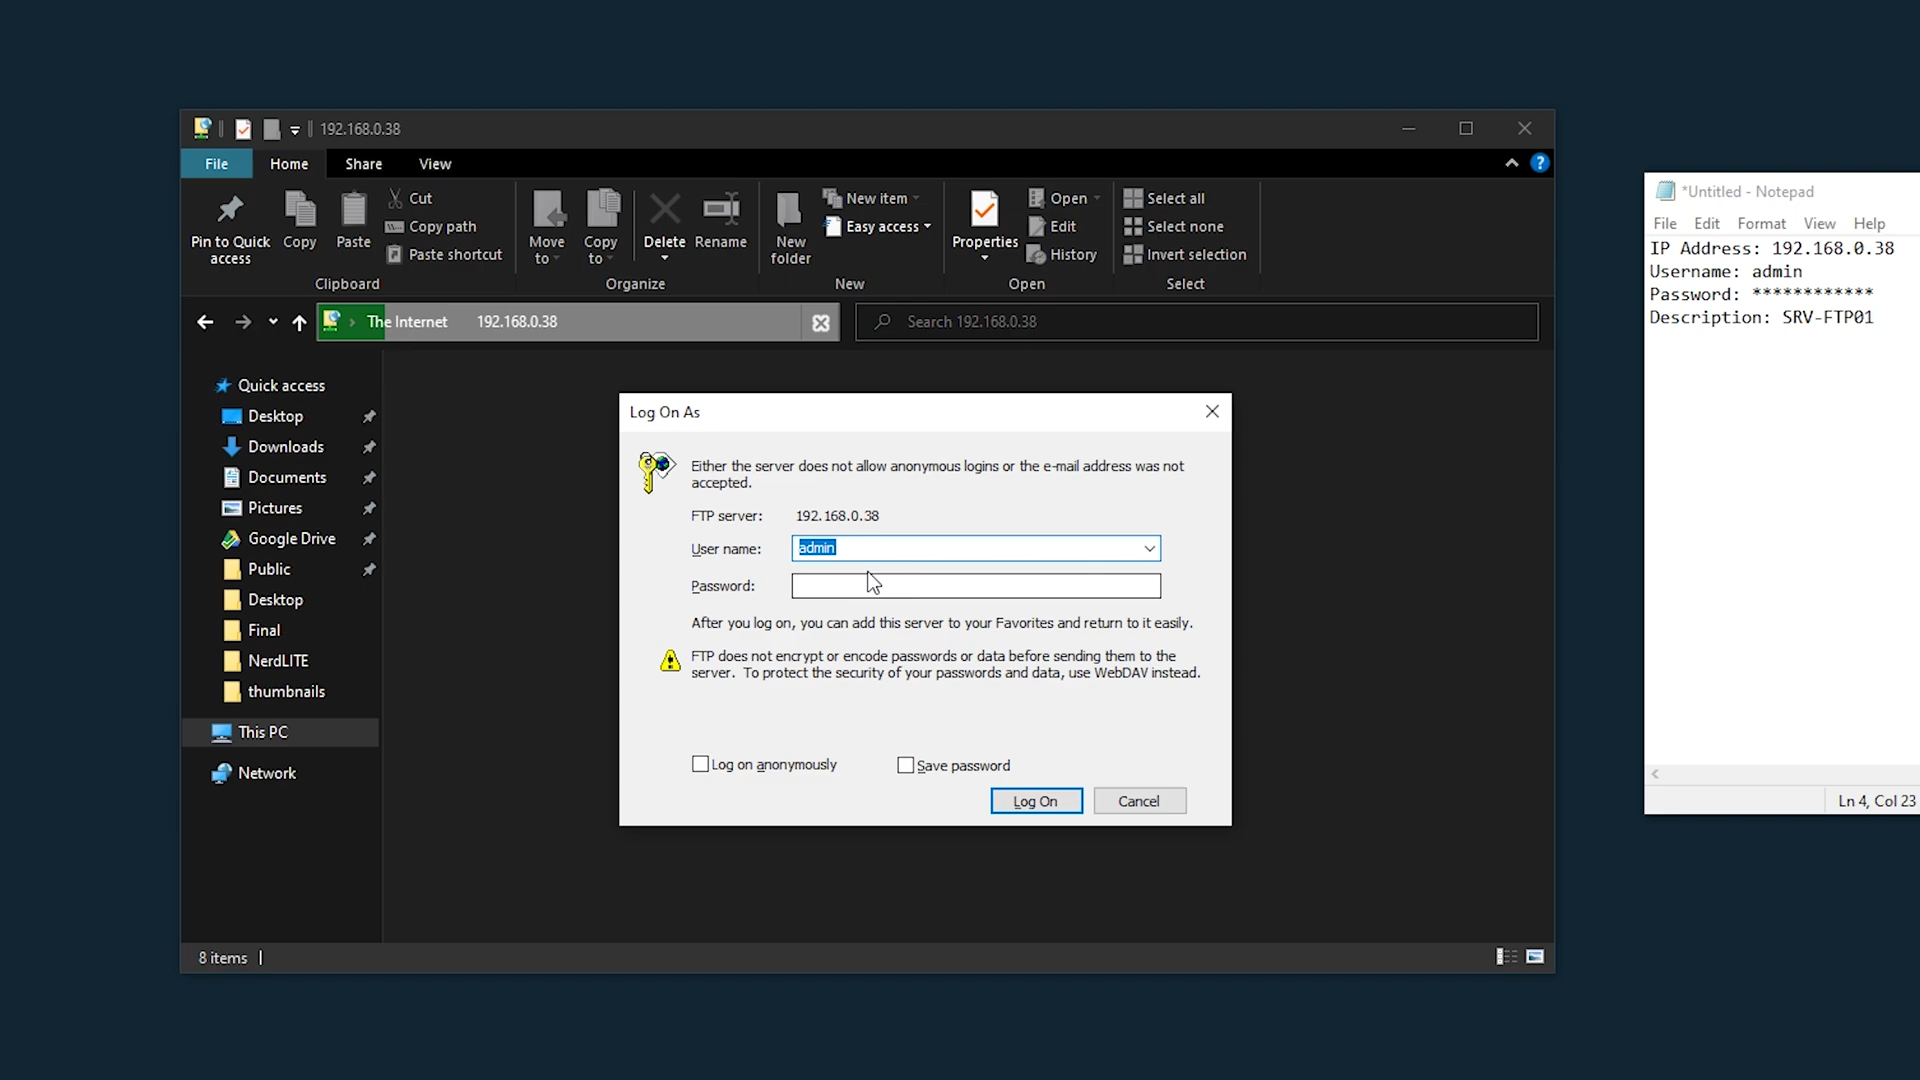 192.168.0.38
File Home Share View
Pin to Quick access
Copy
Paste
Cut
Copy path
Paste shortcut
Clipboard
Move to
Copy to
Delete
Rename
Organize
New folder
New item
Easy access
New
Properties
Open
Edit
History
Open
Select all
Select none
Invert selection
Select
The Internet 192.168.0.38
Search 192.168.0.38
Quick access
Desktop
Downloads
Documents
Pictures
Google Drive
Public
Desktop
Final
NerdLITE
thumbnails
This PC
Network
8 items
Log On As
Either the server does not allow anonymous logins or the e-mail address was not
accepted.
FTP server: 192.168.0.38
User name: admin
Password:
After you log on, you can add this server to your Favorites and return to it easily.
FTP does not encrypt or encode passwords or data before sending them to the
server. To protect the security of your passwords and data, use WebDAV instead.
Log on anonymously
Save password
Log On
Cancel
*Untitled - Notepad
File Edit Format View Help
IP Address: 192.168.0.38
Username: admin
Password: ************
Description: SRV-FTP01
Ln 4, Col 23